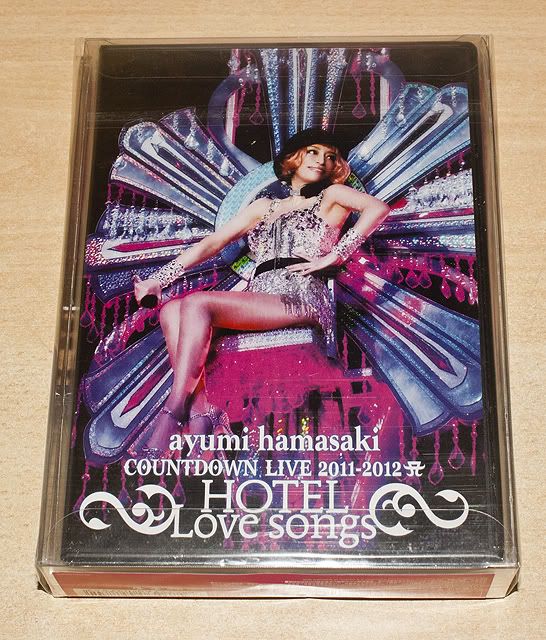 ayumi hamasaki
COUNTDOWN LIVE 2011-2012 A
HOTEL
Love songs